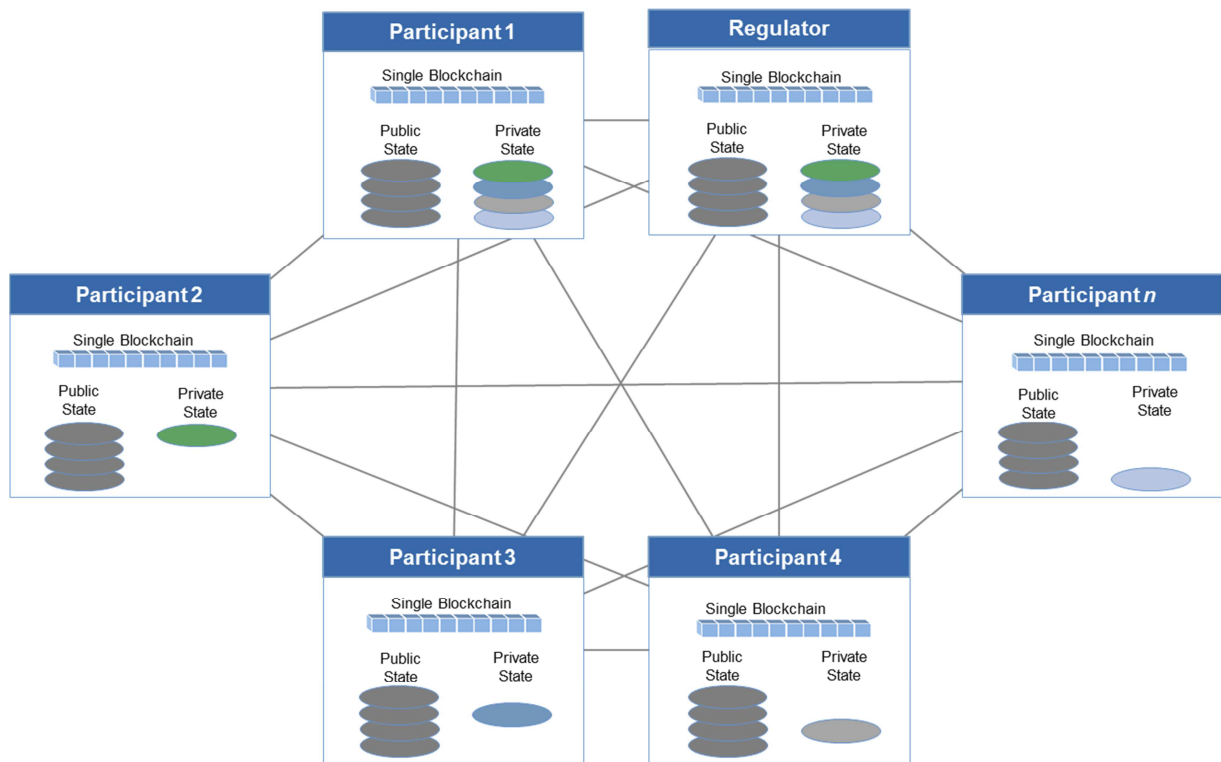 Participant 1
Single Blockchain
Public
State
Private
State
Regulator
Single Blockchain
Public
State
Private
State
Participant 2
Single Blockchain
Public
State
Private
State
Participant n
Single Blockchain
Public
State
Private
State
Participant 3
Single Blockchain
Public
State
Private
State
Participant 4
Single Blockchain
Public
State
Private
State